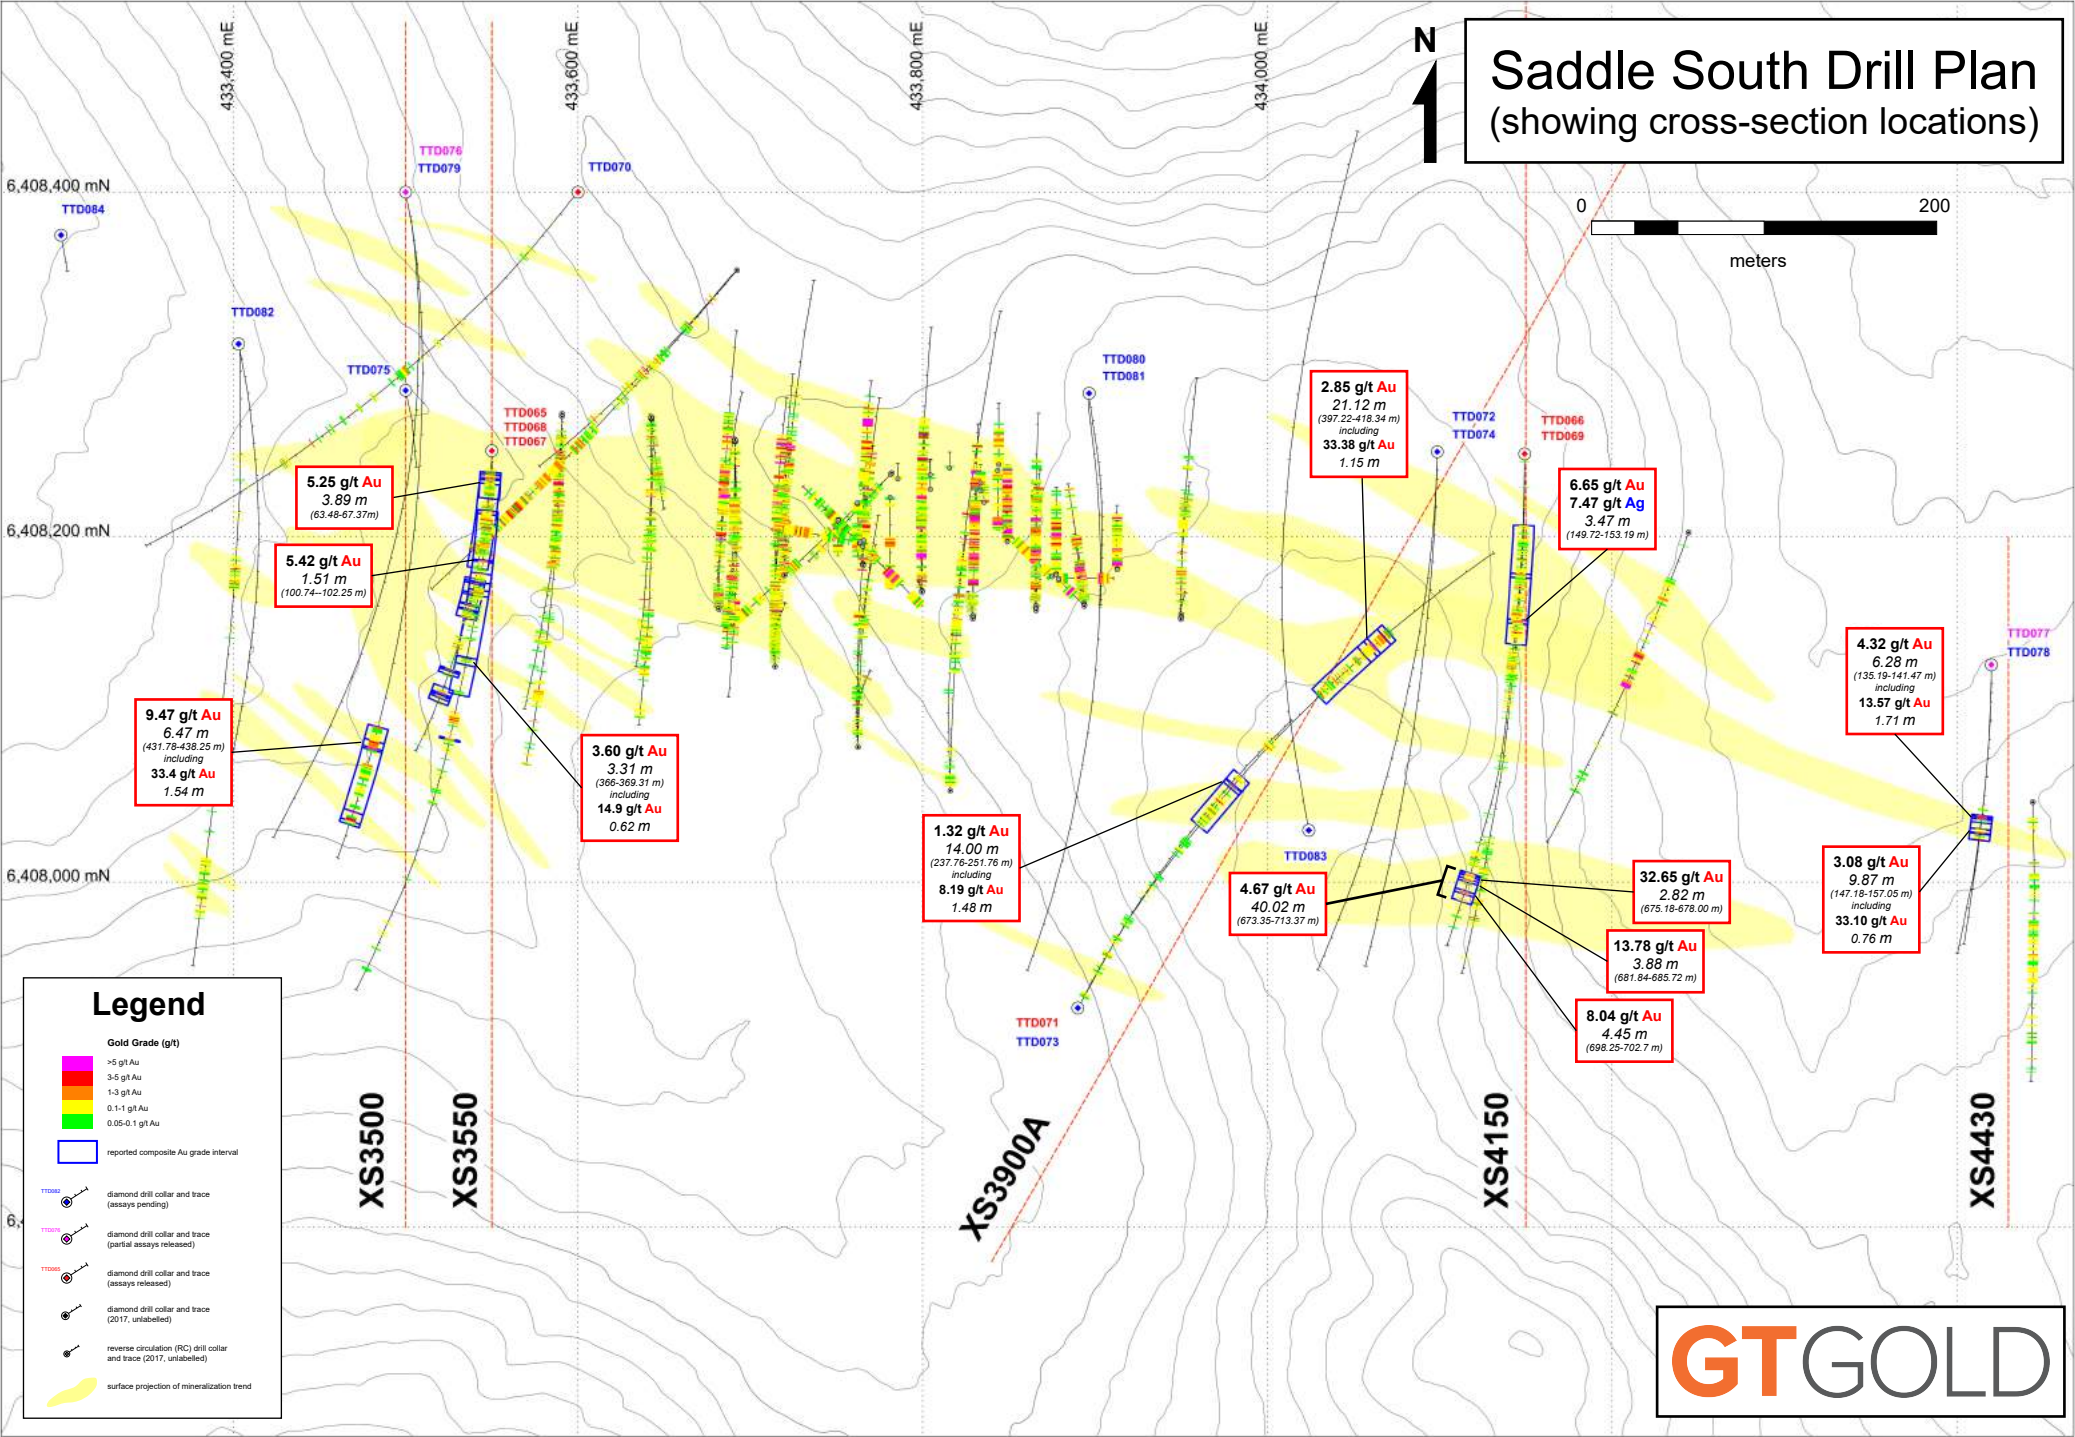 Saddle South Drill Plan
(showing cross-section locations)
N
0
200
meters
433,400 mE
433,600 mE
433,800 mE
434,000 mE
6,408,400 mN
6,408,200 mN
6,408,000 mN
TTD084
TTD082
TTD076
TTD079
TTD070
TTD075
TTD065
TTD068
TTD067
TTD080
TTD081
TTD072
TTD074
TTD066
TTD069
TTD077
TTD078
TTD083
TTD071
TTD073
5.25 g/t Au
3.89 m
(63.48-67.37m)
5.42 g/t Au
1.51 m
(100.74--102.25 m)
9.47 g/t Au
6.47 m
(431.78-438.25 m)
including
33.4 g/t Au
1.54 m
3.60 g/t Au
3.31 m
(366-369.31 m)
including
14.9 g/t Au
0.62 m
2.85 g/t Au
21.12 m
(397.22-418.34 m)
including
33.38 g/t Au
1.15 m
6.65 g/t Au
7.47 g/t Ag
3.47 m
(149.72-153.19 m)
4.32 g/t Au
6.28 m
(135.19-141.47 m)
including
13.57 g/t Au
1.71 m
1.32 g/t Au
14.00 m
(237.76-251.76 m)
including
8.19 g/t Au
1.48 m
4.67 g/t Au
40.02 m
(673.35-713.37 m)
32.65 g/t Au
2.82 m
(675.18-678.00 m)
13.78 g/t Au
3.88 m
(681.84-685.72 m)
8.04 g/t Au
4.45 m
(698.25-702.7 m)
3.08 g/t Au
9.87 m
(147.18-157.05 m)
including
33.10 g/t Au
0.76 m
XS3500
XS3550
XS3900A
XS4150
XS4430
Legend
Gold Grade (g/t)
>5 g/t Au
3-5 g/t Au
1-3 g/t Au
0.1-1 g/t Au
0.05-0.1 g/t Au
reported composite Au grade interval
TTD082
diamond drill collar and trace
(assays pending)
diamond drill collar and trace
(partial assays released)
TTD065
diamond drill collar and trace
(assays released)
diamond drill collar and trace
(2017, unlabelled)
reverse circulation (RC) drill collar
and trace (2017, unlabelled)
surface projection of mineralization trend
GTGOLD